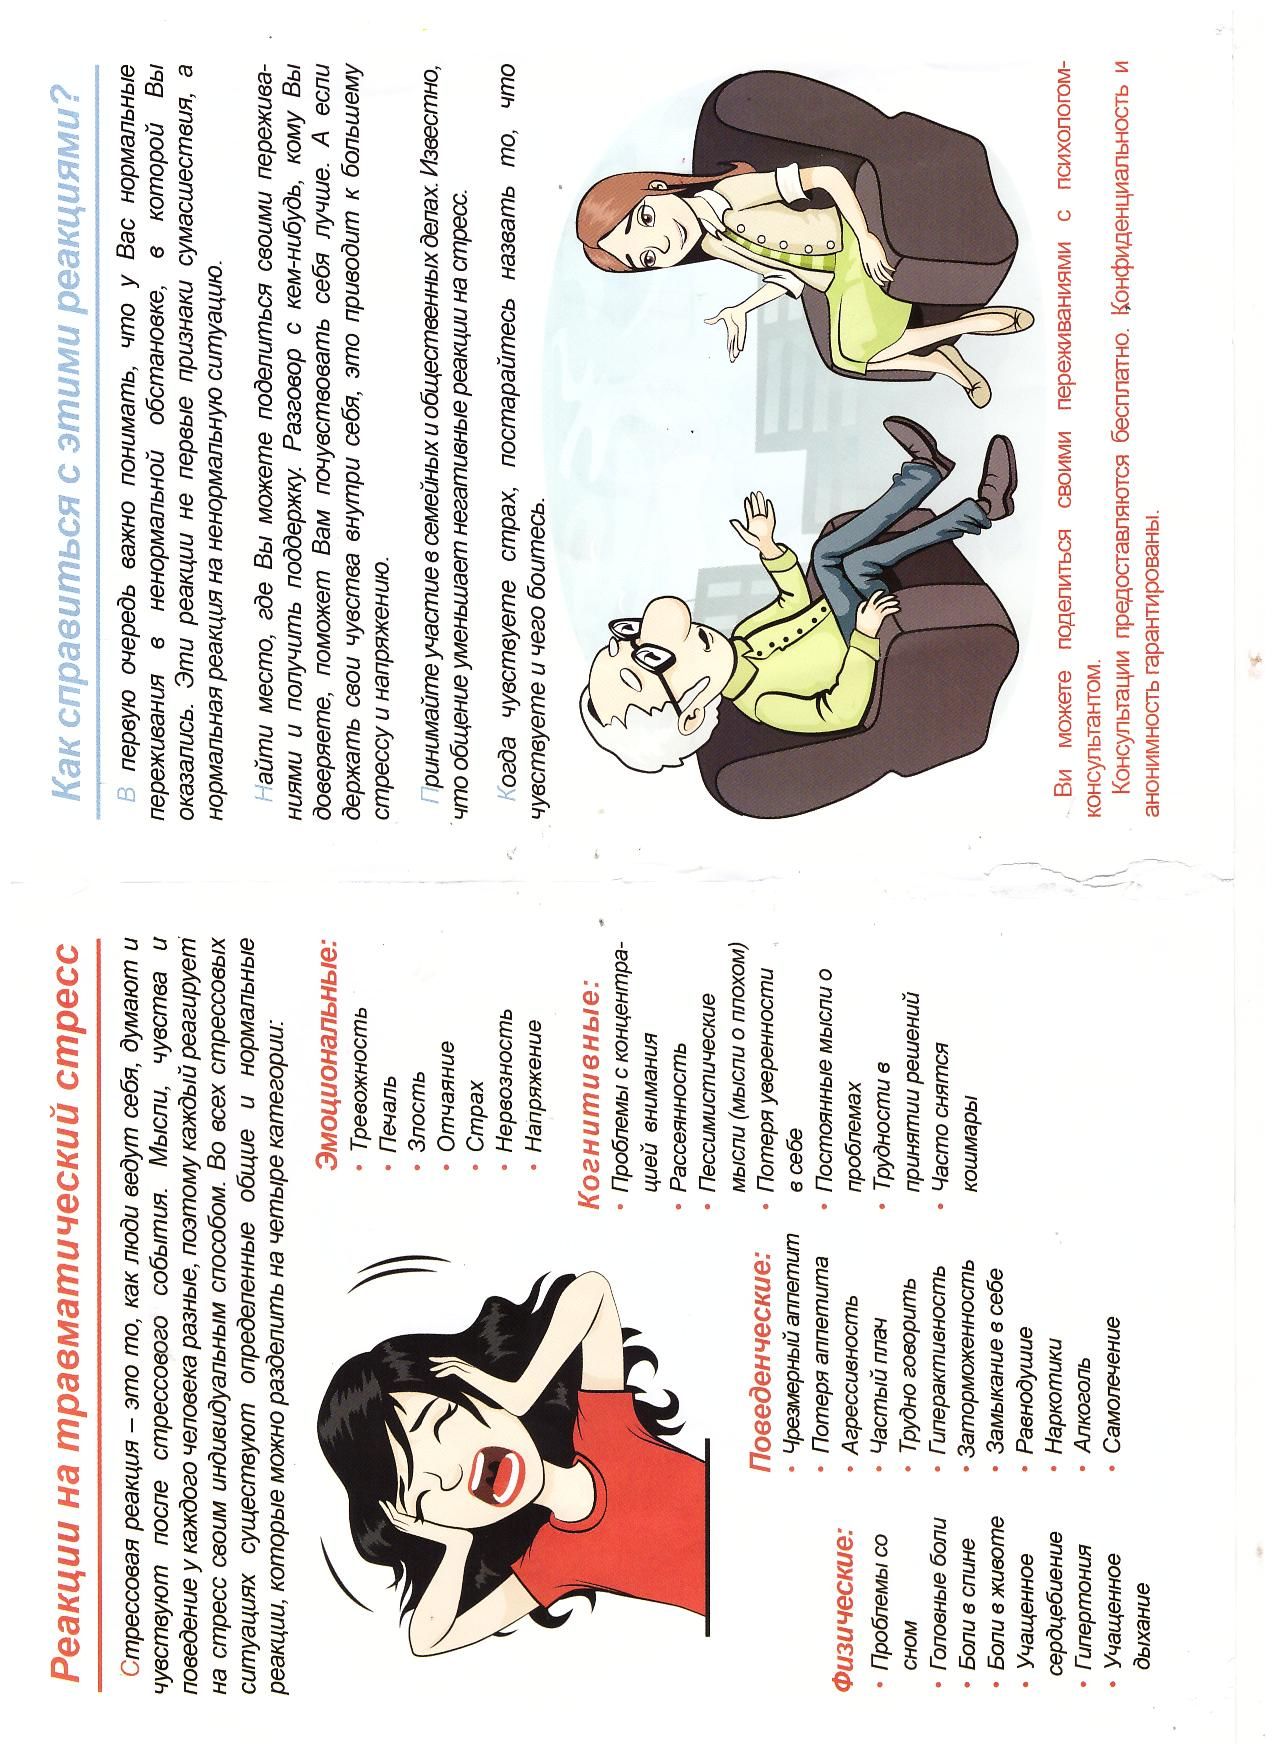 Реакции на травматический стресс
Стрессовая реакция – это то, как люди ведут себя, думают и
чувствуют после стрессового события. Мысли, чувства и
поведение у каждого человека разные, поэтому каждый реагирует
на стресс своим индивидуальным способом. Во всех стрессовых
ситуациях существуют определенные общие и нормальные
реакции, которые можно разделить на четыре категории:
Физические:
• Проблемы со
сном
• Головные боли
• Боли в спине
• Боли в животе
• Учащенное
сердцебиение
• Гипертония
• Учащенное
дыхание
Поведенческие:
• Чрезмерный аппетит
• Потеря аппетита
• Агрессивность
• Частый плач
• Трудно говорить
• Гиперактивность
• Заторможенность
• Замыкание в себе
• Равнодушие
• Наркотики
• Алкоголь
• Самолечение
Эмоциональные:
• Тревожность
• Печаль
• Злость
• Отчаяние
• Страх
• Нервозность
• Напряжение
Когнитивные:
• Проблемы с концентра-
цией внимания
• Рассеянность
• Пессимистические
мысли (мысли о плохом)
• Потеря уверенности
в себе
• Постоянные мысли о
проблемах
• Трудности в
принятии решений
• Часто снятся
кошмары
Как справиться с этими реакциями?
В первую очередь важно понимать, что у Вас нормальные
переживания в ненормальной обстановке, в которой Вы
оказались. Эти реакции не первые признаки сумасшествия, а
нормальная реакция на ненормальную ситуацию.
Найти место, где Вы можете поделиться своими пережива-
ниями и получить поддержку. Разговор с кем-нибудь, кому Вы
доверяете, поможет Вам почувствовать себя лучше. А если
держать свои чувства внутри себя, это приводит к большему
стрессу и напряжению.
Принимайте участие в семейных и общественных делах. Известно,
что общение уменьшает негативные реакции на стресс.
Когда чувствуете страх, постарайтесь назвать то, что
чувствуете и чего боитесь.
Ви можете поделиться своими переживаниями с психологом-
консультантом.
Консультации предоставляются бесплатно. Конфиденциальность и
анонимность гарантированы.